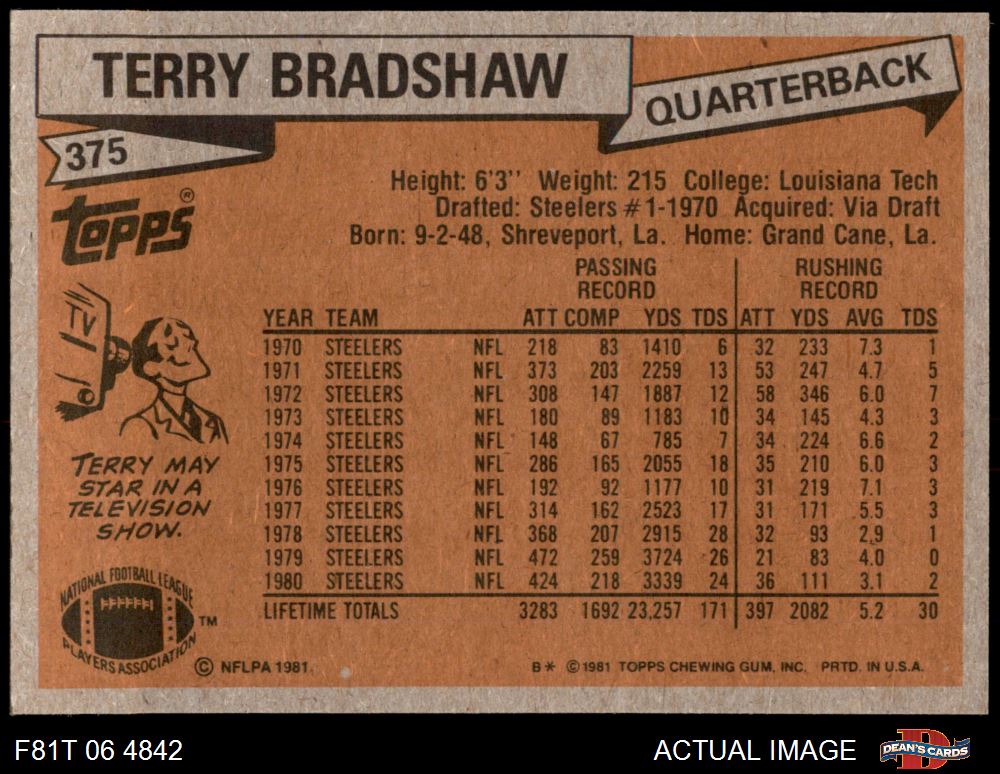 TERRY BRADSHAW
QUARTERBACK
375
TOPPS®
Height: 6'3'' Weight: 215 College: Louisiana Tech
Drafted: Steelers #1-1970 Acquired: Via Draft
Born: 9-2-48, Shreveport, La. Home: Grand Cane, La.
PASSING RECORD RUSHING RECORD
YEAR TEAM ATT COMP YDS TDS ATT YDS AVG TDS
1970 STEELERS NFL 218 83 1410 6 32 233 7.3 1
1971 STEELERS NFL 373 203 2259 13 53 247 4.7 5
1972 STEELERS NFL 308 147 1887 12 58 346 6.0 7
1973 STEELERS NFL 180 89 1183 10 34 145 4.3 3
1974 STEELERS NFL 148 67 785 7 34 224 6.6 2
1975 STEELERS NFL 286 165 2055 18 35 210 6.0 3
1976 STEELERS NFL 192 92 1177 10 31 219 7.1 3
1977 STEELERS NFL 314 162 2523 17 31 171 5.5 3
1978 STEELERS NFL 368 207 2915 28 32 93 2.9 1
1979 STEELERS NFL 472 259 3724 26 21 83 4.0 0
1980 STEELERS NFL 424 218 3339 24 36 111 3.1 2
LIFETIME TOTALS 3283 1692 23,257 171 397 2082 5.2 30
TV
TERRY MAY
STAR IN A
TELEVISION
SHOW.
NATIONAL FOOTBALL LEAGUE
PLAYERS ASSOCIATION
TM
© NFLPA 1981.
B* © 1981 TOPPS CHEWING GUM, INC. PRTD. IN U.S.A.
F81T 06 4842
ACTUAL IMAGE
DEAN'S CARDS